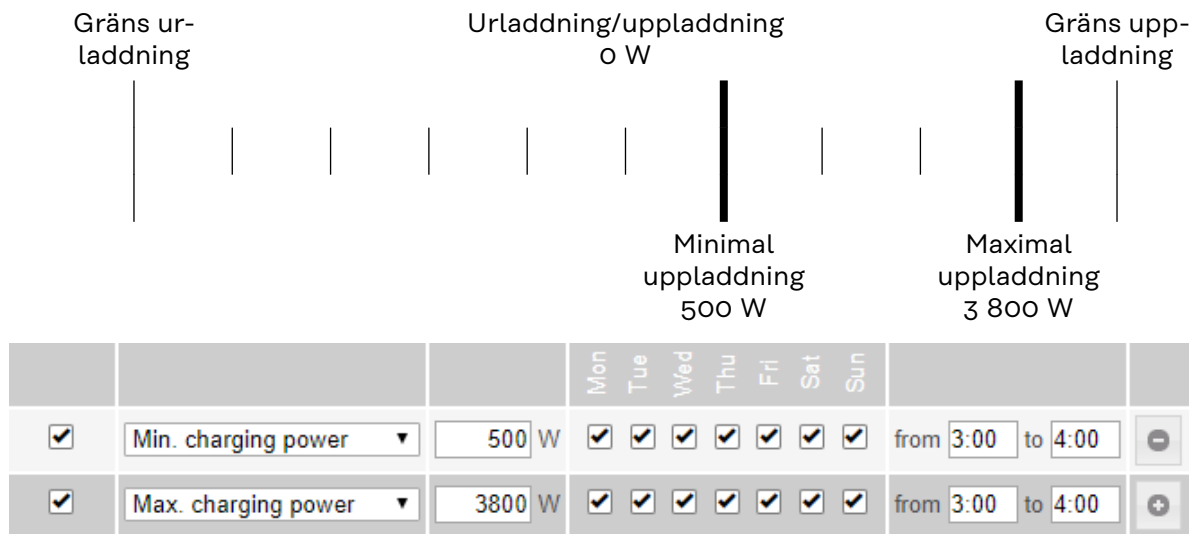 Gräns ur-
laddning
Urladdning/uppladdning
0 W
Gräns upp-
laddning
Minimal
uppladdning
500 W
Maximal
uppladdning
3 800 W
Mon Tue Wed Thu Fri Sat Sun
Min. charging power 500 W from 3:00 to 4:00
Max. charging power 3800 W from 3:00 to 4:00